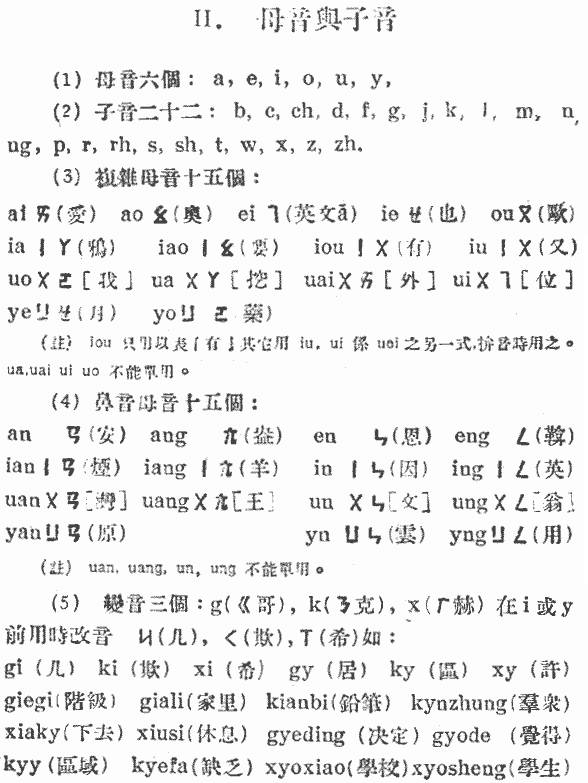 II. 母音與子音
(1) 母音六個：a, e, i, o, u, y,
(2) 子音二十二：b, c, ch, d, f, g, j, k, l, m, n,
ng, p, r, rh, s, sh, t, w, x, z, zh.
(3) 複雜母音十五個：
ai ㄞ(愛) ao ㄠ(奧) ei ㄟ(英文ā) ie ㄝ(也) ou ㄡ(歐)
ia ㄧㄚ(鴉) iao ㄧㄠ(要) iou ㄧㄨ(有) iu ㄧㄨ(又)
uo ㄨㄛ[我] ua ㄨㄚ[挖] uai ㄨㄞ[外] ui ㄨㄟ[位]
ye ㄩㄝ(月) yo ㄩㄛ 藥)
(註) iou 只用以表「有」其它用 iu, ui 係 uei 之另一式,拚音時用之。
ua,uai ui uo 不能單用。
(4) 鼻音母音十五個：
an ㄢ(安) ang ㄤ(盎) en ㄣ(恩) eng ㄥ(鞥)
ian ㄧㄢ(煙) iang ㄧㄤ(羊) in ㄧㄣ(因) ing ㄧㄥ(英)
uan ㄨㄢ[灣] uang ㄨㄤ[王] un ㄨㄣ[文] ung ㄨㄥ[翁]
yan ㄩㄢ(原) yn ㄩㄣ(雲) yng ㄩㄥ(用)
(註) uan, uang, un, ung 不能單用。
(5) 變音三個：g(ㄍ哥), k(ㄎ克), x(ㄏ赫) 在 i 或 y
前用時改音 ㄐ(几), ㄑ(欺), ㄒ(希)如：
gi (几) ki (欺) xi (希) gy (居) ky (區) xy (許)
giegi(階級) giali(家里) kianbi(鉛筆) kynzhung(羣衆)
xiaky(下去) xiusi(休息) gyeding (決定) gyode (覺得)
kyy (區域) kyefa(缺乏) xyoxiao(學校) xyosheng(學生)